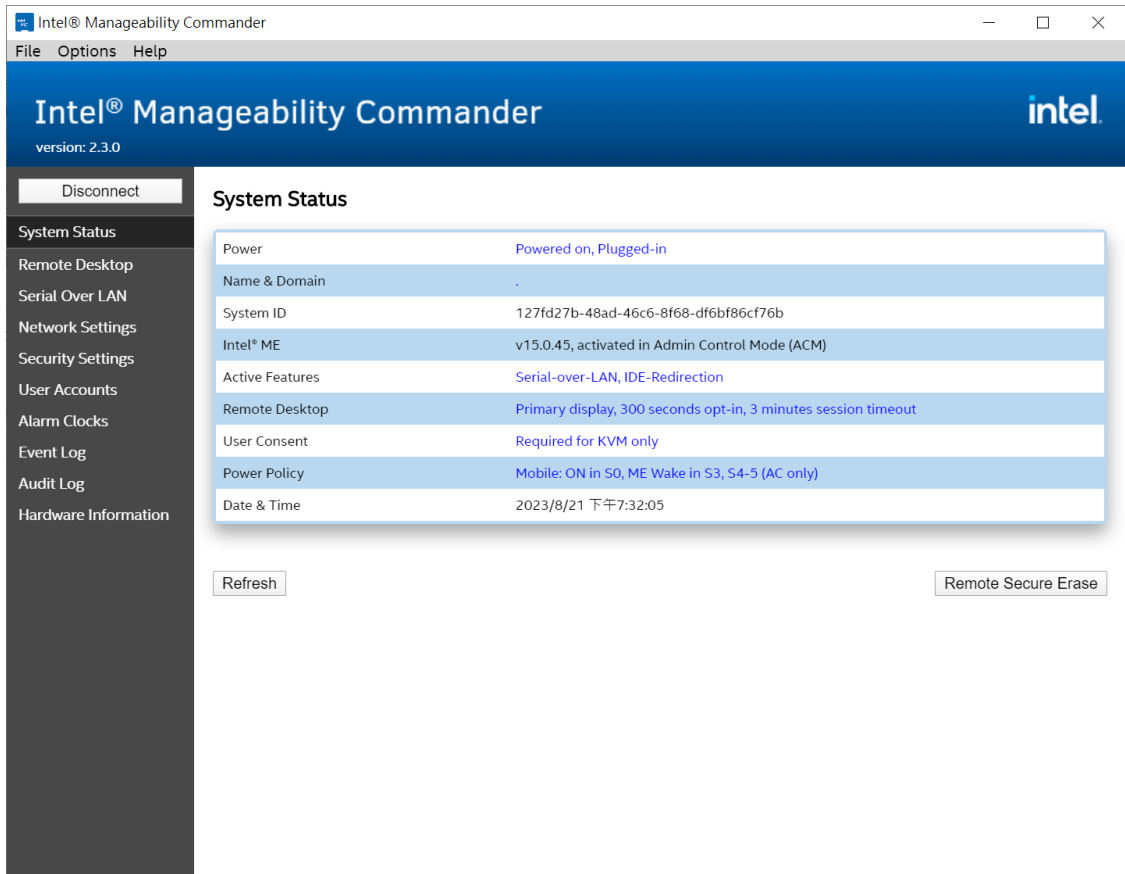 Intel® Manageability Commander
File Options Help
Intel® Manageability Commander
intel.
version: 2.3.0
Disconnect
System Status
Remote Desktop
Serial Over LAN
Network Settings
Security Settings
User Accounts
Alarm Clocks
Event Log
Audit Log
Hardware Information
System Status
Power Powered on, Plugged-in
Name & Domain .
System ID 127fd27b-48ad-46c6-8f68-df6bf86cf76b
Intel® ME v15.0.45, activated in Admin Control Mode (ACM)
Active Features Serial-over-LAN, IDE-Redirection
Remote Desktop Primary display, 300 seconds opt-in, 3 minutes session timeout
User Consent Required for KVM only
Power Policy Mobile: ON in S0, ME Wake in S3, S4-5 (AC only)
Date & Time 2023/8/21 下午7:32:05
Refresh Remote Secure Erase